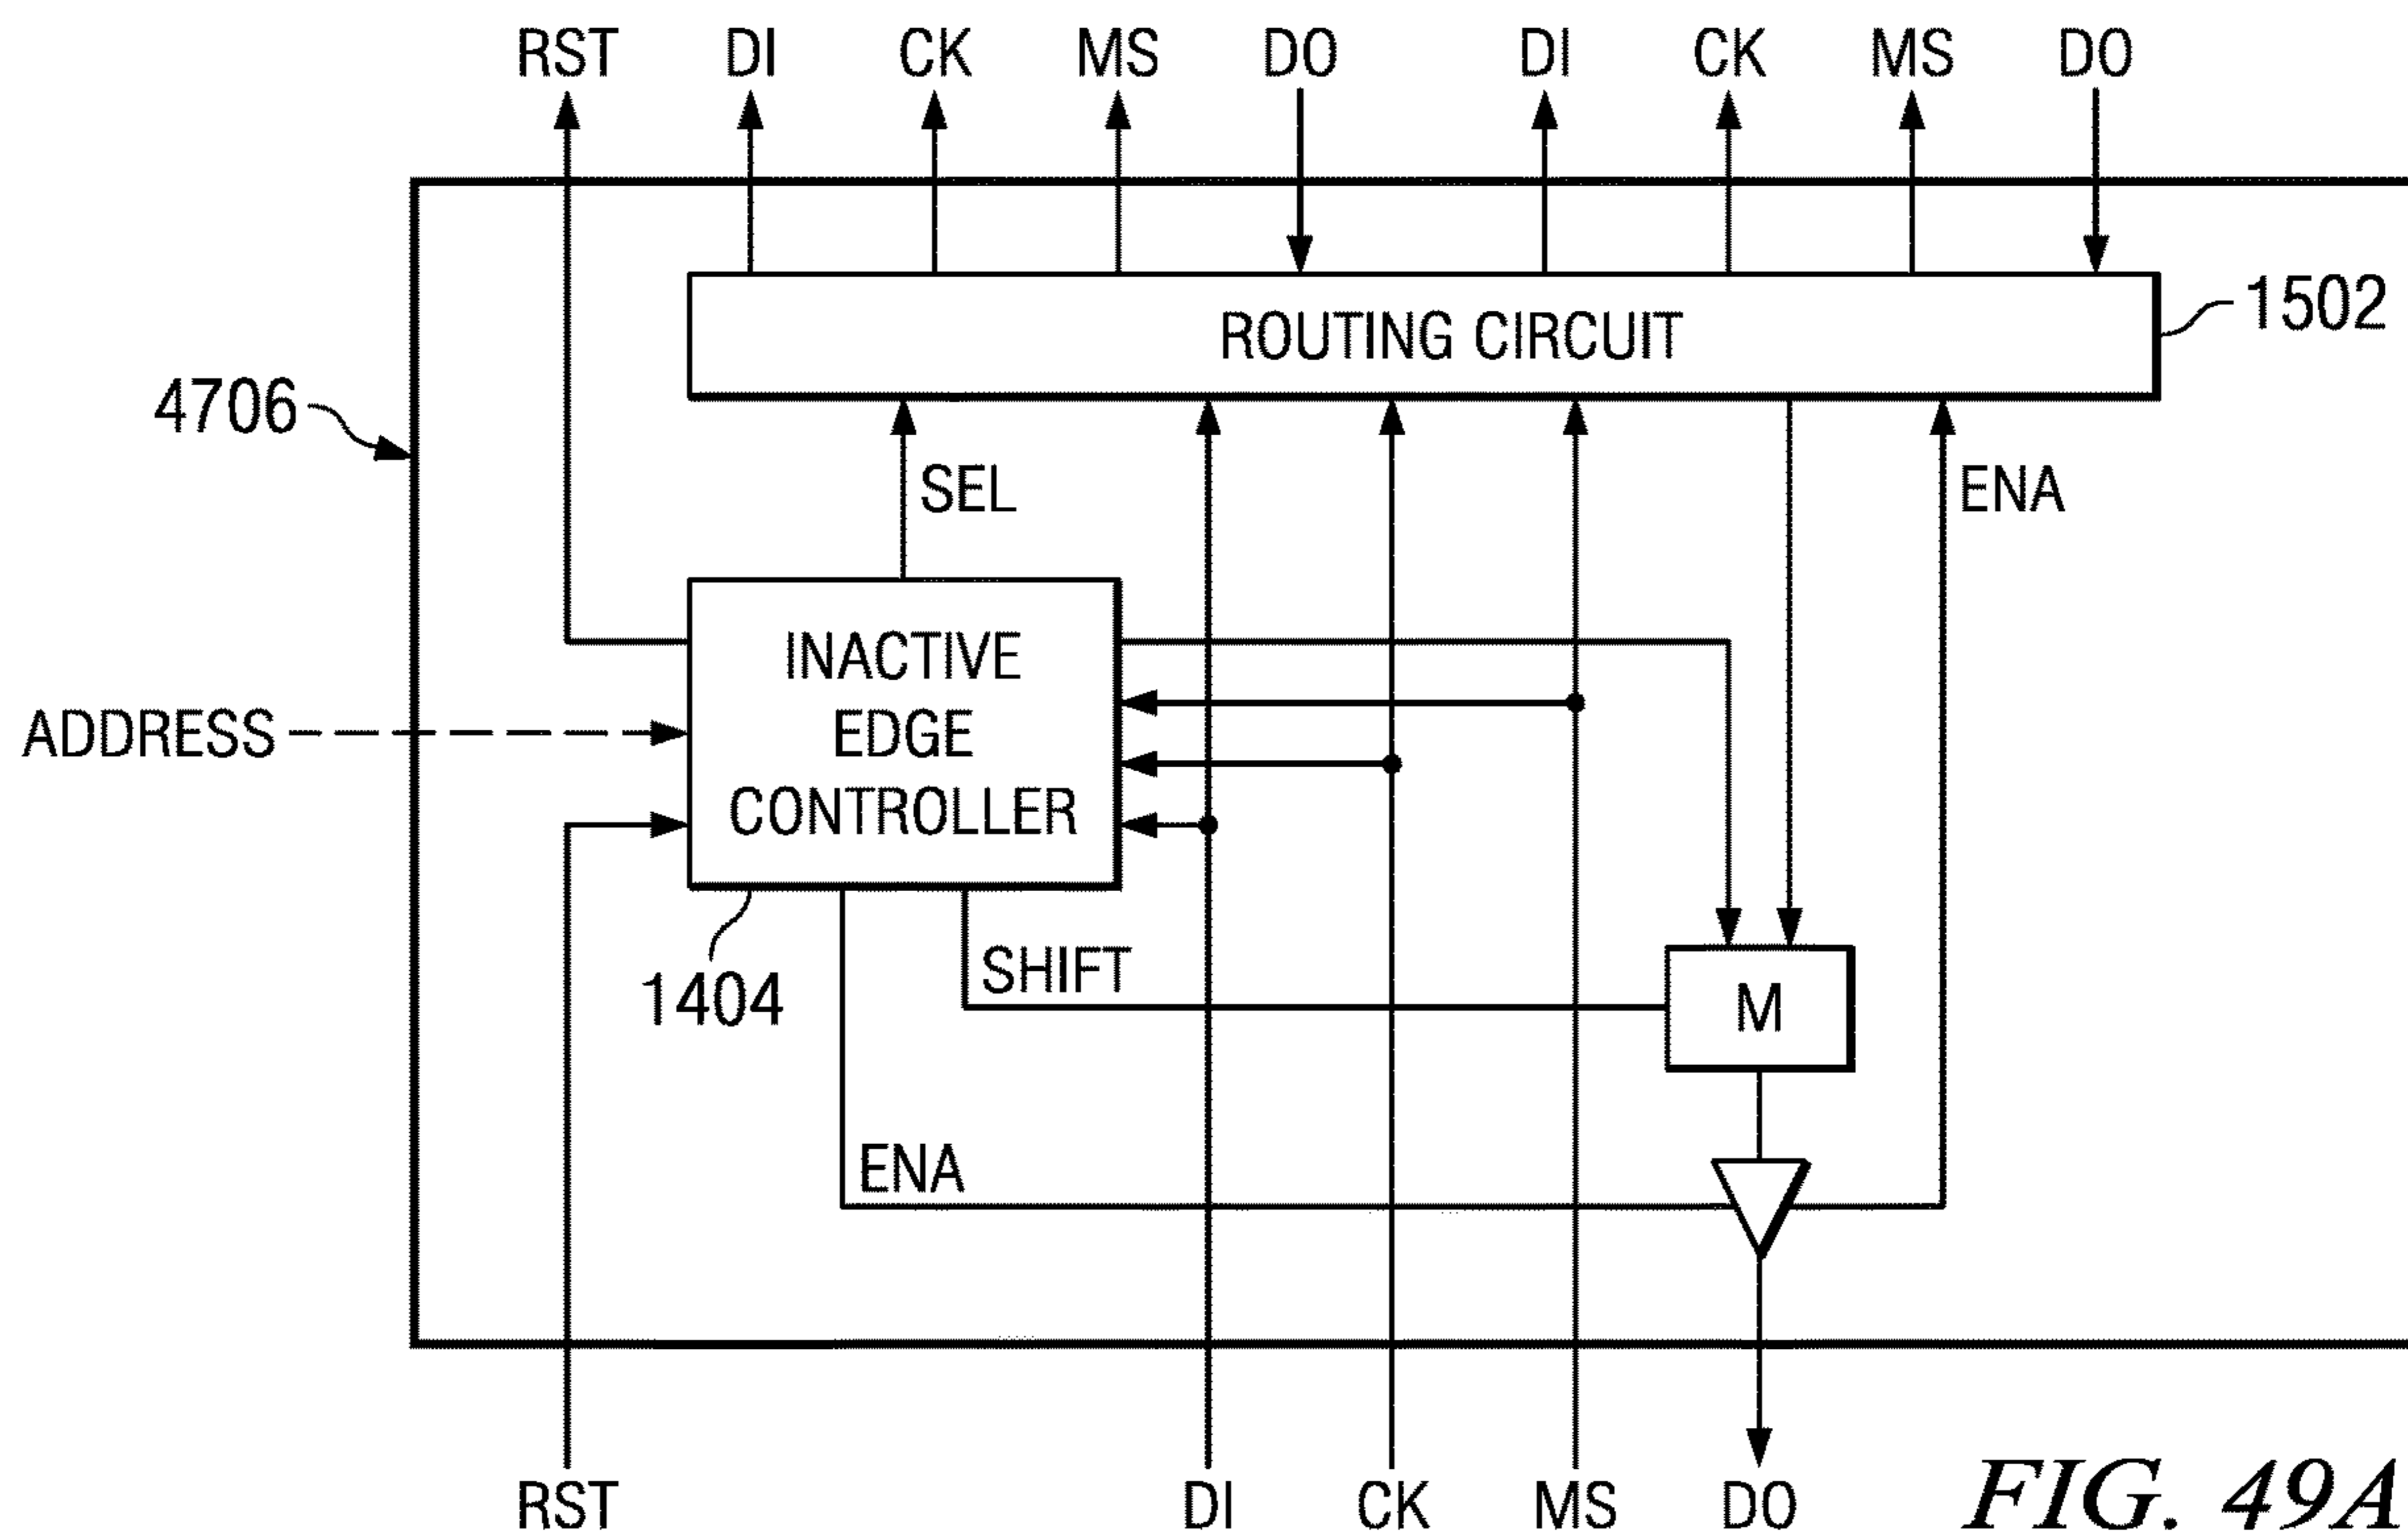 RST DI CK MS DO DI CK MS DO
ROUTING CIRCUIT
1502
4706
SEL
ENA
INACTIVE
EDGE
CONTROLLER
ADDRESS
1404
SHIFT
M
ENA
RST DI CK MS DO
FIG. 49A